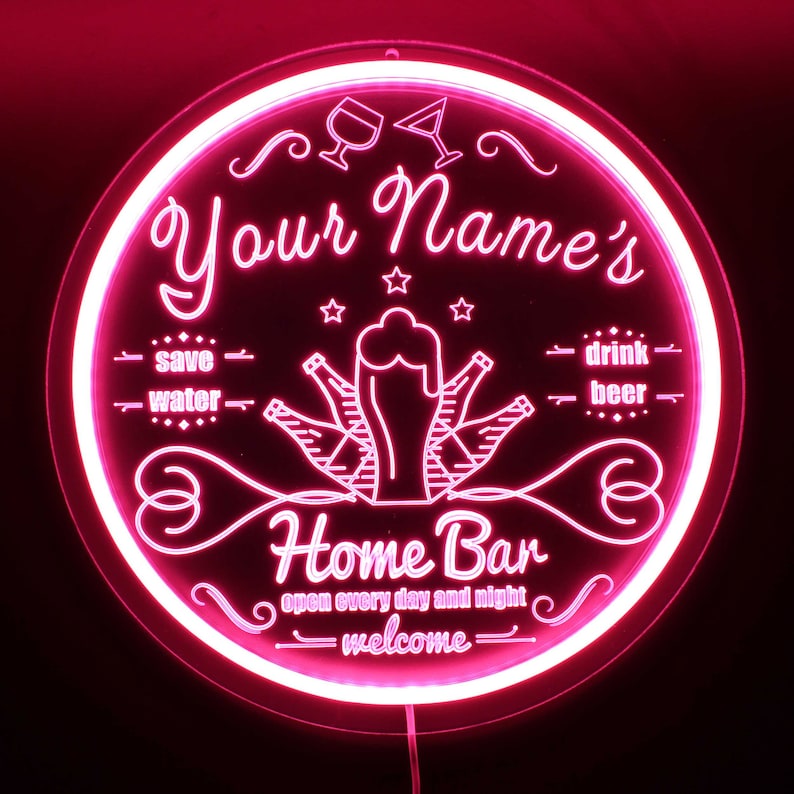 Your Name's
save water
drink beer
Home Bar
open every day and night
welcome